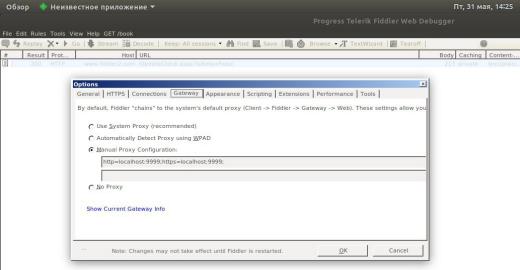 Обзор Неизвестное приложение Пт, 31 мая, 14:25
Progress Telerik Fiddler Web Debugger
File Edit Rules Tools View Help GET /book
Replay Go Stream Decode Keep: All sessions Find Save Browse TextWizard Tearoff
# Result Prot... Host URL Body Caching Content-...
Options
General HTTPS Connections Gateway Appearance Scripting Extensions Performance Tools
By default, Fiddler "chains" to the system's default proxy (Client -> Fiddler -> Gateway -> Web). These settings allow you
Use System Proxy (recommended)
Automatically Detect Proxy using WPAD
Manual Proxy Configuration:
http=localhost:9999;https=localhost:9999;
No Proxy
Show Current Gateway Info
Note: Changes may not take effect until Fiddler is restarted. OK Cancel